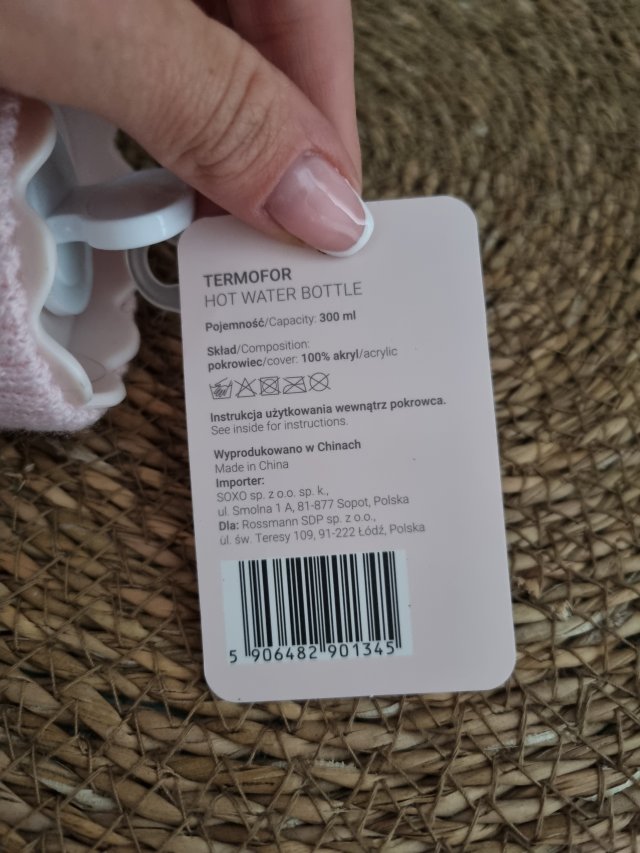 TERMOFOR
HOT WATER BOTTLE
Pojemność/Capacity: 300 ml
Skład/Composition:
pokrowiec/cover: 100% akryl/acrylic
Instrukcja użytkowania wewnątrz pokrowca.
See inside for instructions.
Wyprodukowano w Chinach
Made in China
Importer:
SOXO sp. z o.o. sp. k.,
ul. Smolna 1 A, 81-877 Sopot, Polska
Dla: Rossmann SDP sp. z o.o.,
ul. św. Teresy 109, 91-222 Łódź, Polska
5 906482 901345